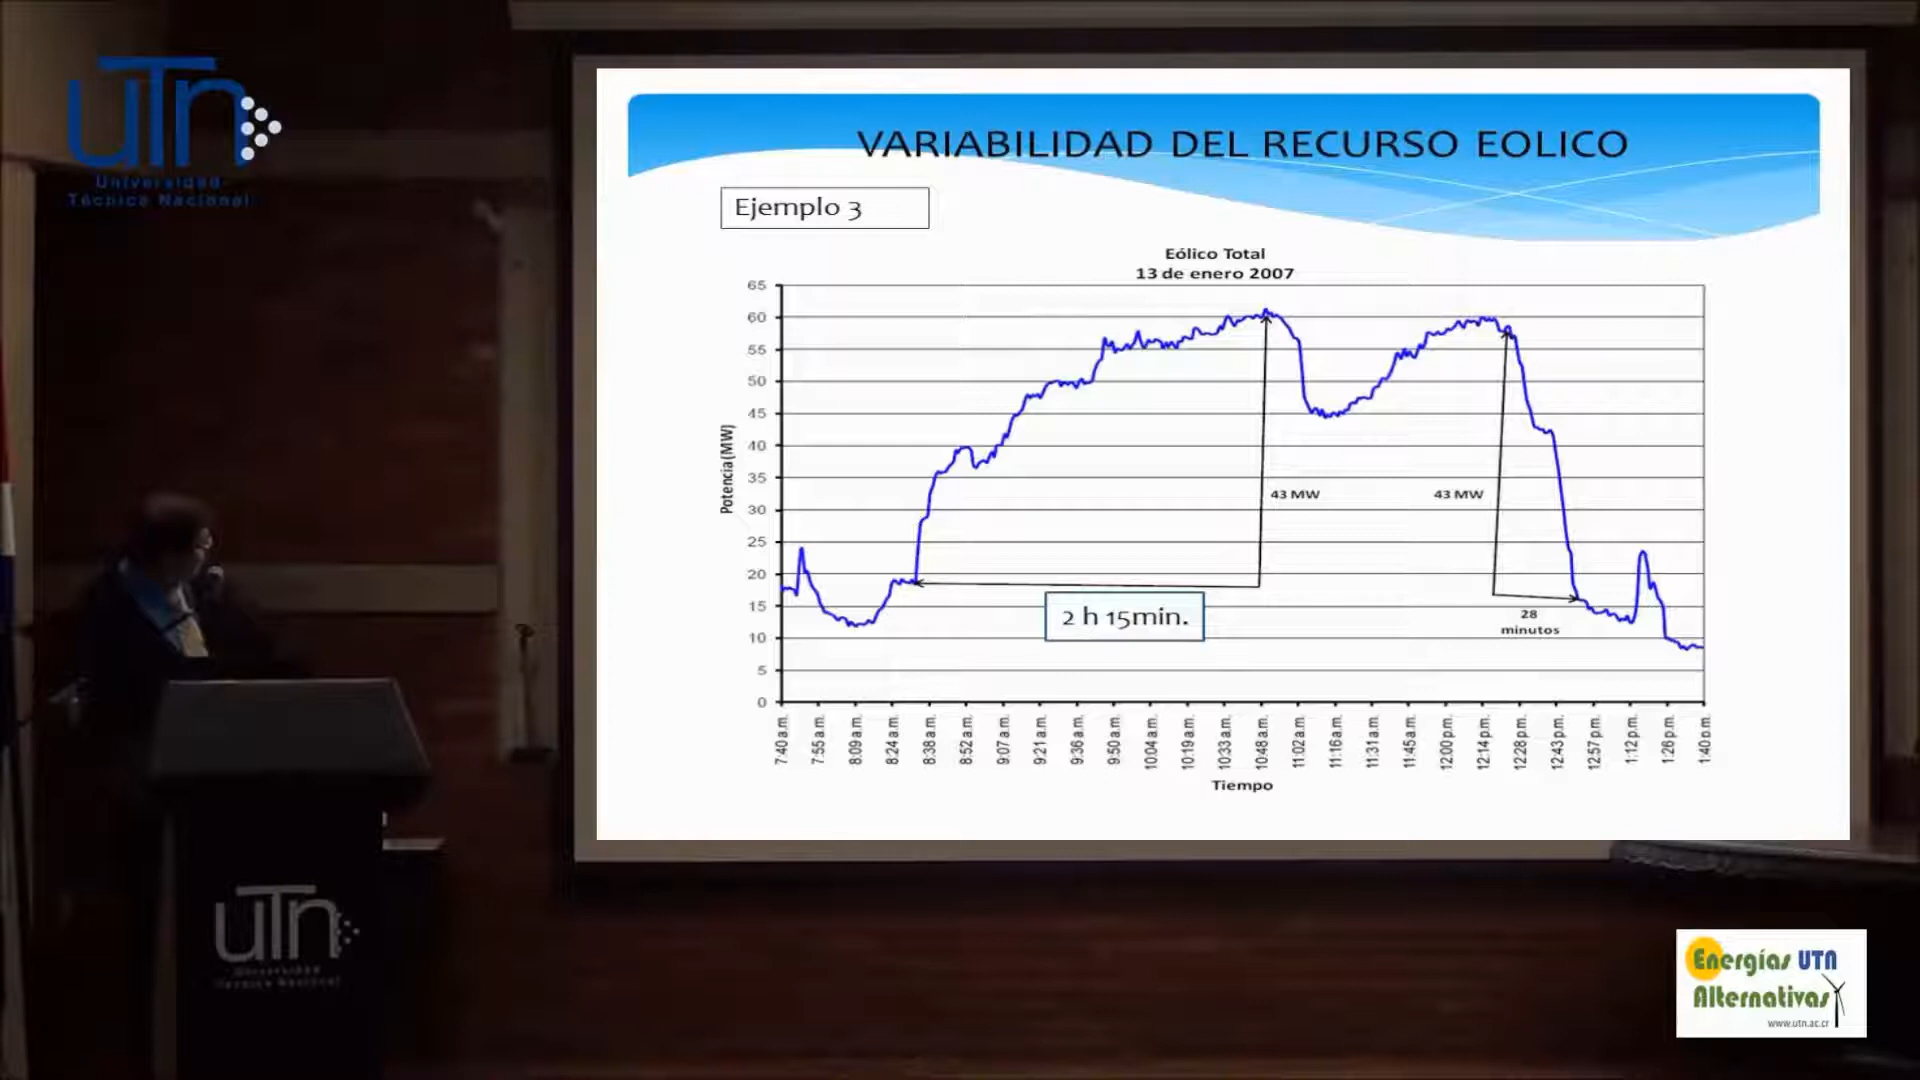 uTn
Universidad
Técnica Nacional
VARIABILIDAD DEL RECURSO EOLICO
Ejemplo 3
Eólico Total
13 de enero 2007
65
60
55
50
45
40
35
30
25
20
15
10
5
0
Potencia(MW)
43 MW
43 MW
2 h 15min.
28
minutos
7:40 a.m.
7:55 a.m.
8:09 a.m.
8:24 a.m.
8:38 a.m.
8:52 a.m.
9:07 a.m.
9:21 a.m.
9:36 a.m.
9:50 a.m.
10:04 a.m.
10:19 a.m.
10:33 a.m.
10:48 a.m.
11:02 a.m.
11:16 a.m.
11:31 a.m.
11:45 a.m.
12:00 p.m.
12:14 p.m.
12:28 p.m.
12:43 p.m.
12:57 p.m.
1:12 p.m.
1:26 p.m.
1:40 p.m.
Tiempo
uTn
Universidad
Técnica Nacional
Energías UTN
Alternativas
www.utn.ac.cr